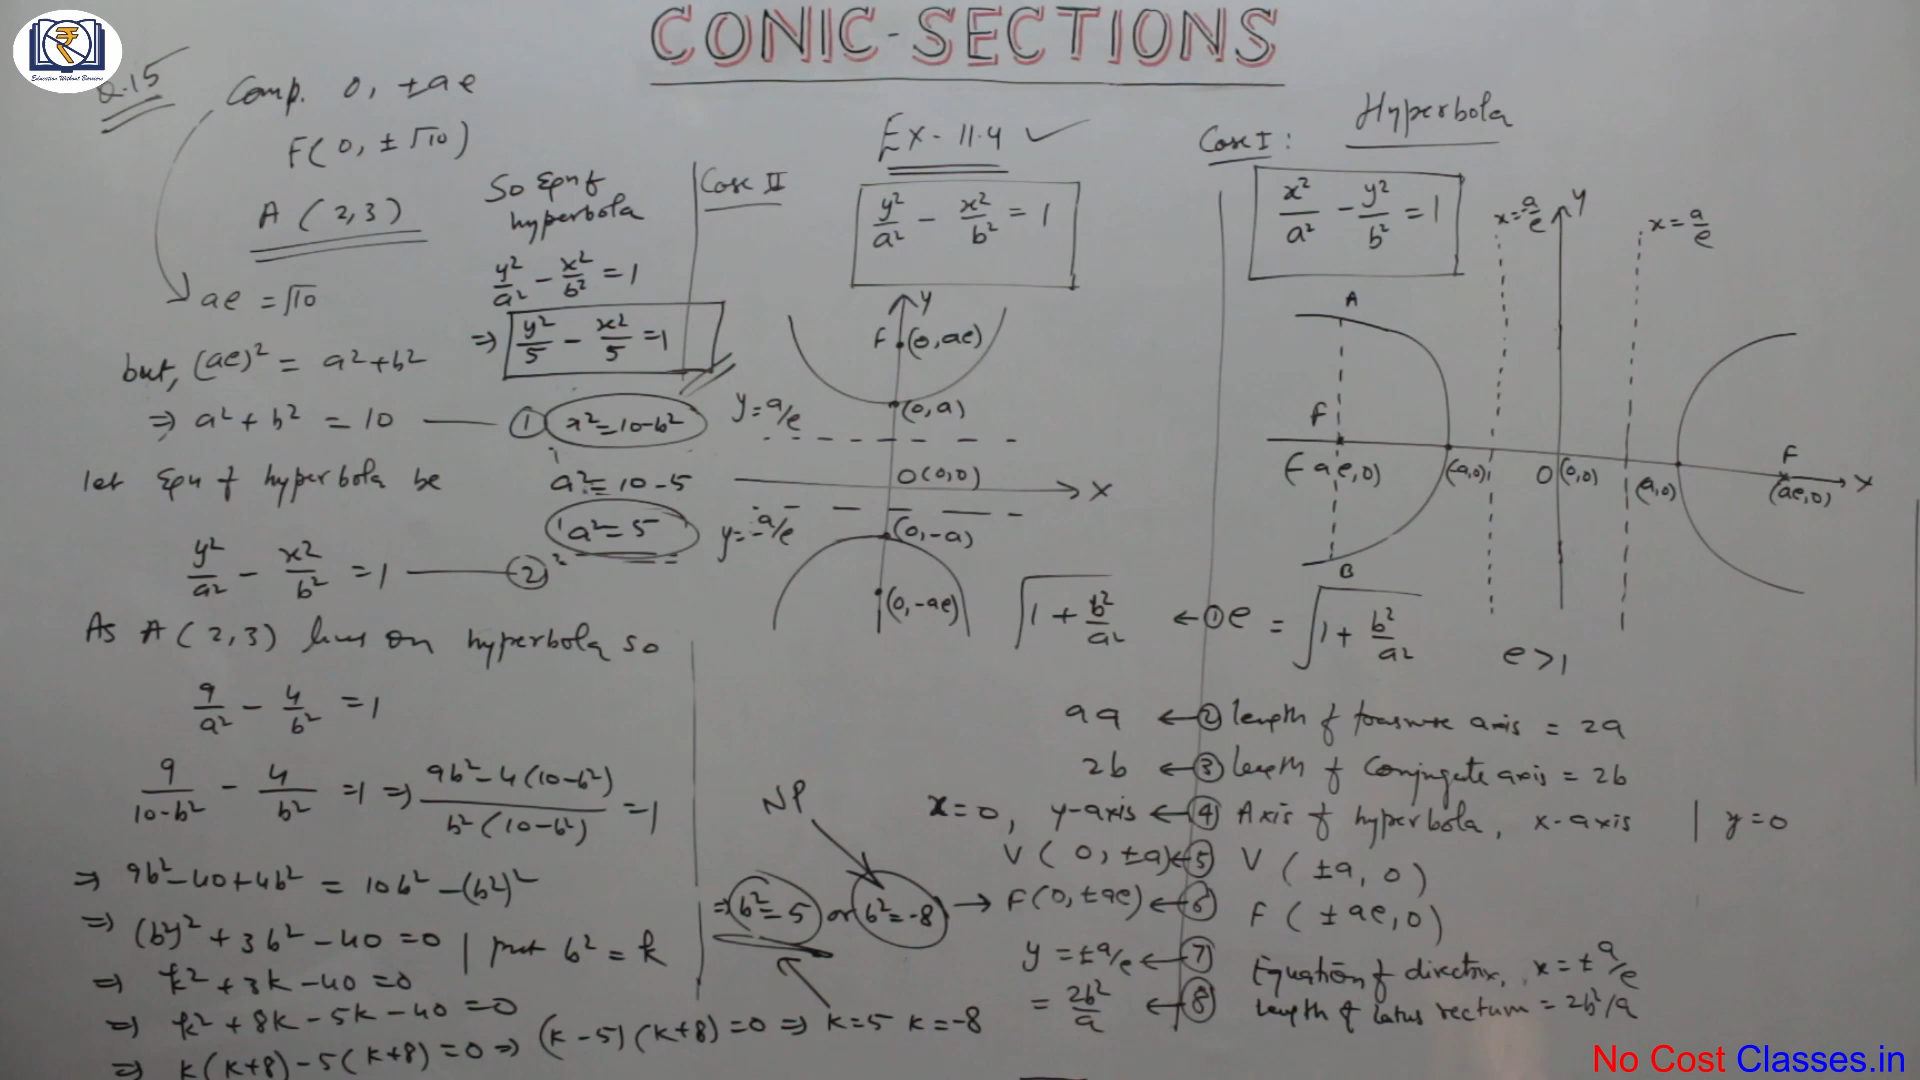 CONIC-SECTIONS
Education Without Barriers
Q.15
Comp. 0, ±ae
F(0, ±√10)
A (2,3)
ae = √10
but, (ae)² = a²+b²
⇒ a²+b² = 10 —— ①
let Eqn of hyperbola be
y²/a² - x²/b² = 1 —— ②
As A(2,3) lies on hyperbola so
9/a² - 4/b² = 1
9/10-b² - 4/b² = 1 ⇒ 9b²-4(10-b²)/b²(10-b²) = 1
⇒ 9b²-40+4b² = 10b²-(b²)²
⇒ (b²)²+3b²-40=0 | put b² = k
⇒ k²+3k-40=0
⇒ k²+8k-5k-40=0
⇒ k(k+8)-5(k+8)=0 ⇒ (k-5)(k+8)=0 ⇒ k=5 k=-8
⇒ b²=5 or b²=-8
NP
So Eqn of
hyperbola
y²/a² - x²/b² = 1
⇒ y²/5 - x²/5 = 1
x²=10-b²
a²=10-5
a²=5
Ex-11.4 ✓
Case II
y²/a² - x²/b² = 1
Y
F (0,ae)
(0,a)
y=a/e
O(0,0)
X
y=-a/e
(0,-a)
(0,-ae)
Hyperbola
Case I:
x²/a² - y²/b² = 1
x=a/e
Y
x=a/e
A
F
(-ae,0)
(-a,0)
O (0,0)
(a,0)
F
(ae,0)
X
B
√1+b²/a² ← ① e = √1+b²/a²
e>1
aa ← ② length of transverse axis = 2a
2b ← ③ length of Conjugate axis = 2b
x=0, y-axis ← ④ Axis of hyperbola, x-axis | y=0
V (0,±a) ← ⑤ V (±a,0)
→ F(0,±ae) ← ⑥ F (±ae,0)
y=±a/e ← ⑦ Equation of directrix, x=±a/e
= 2b²/a ← ⑧ length of latus rectum = 2b²/a
No Cost Classes.in